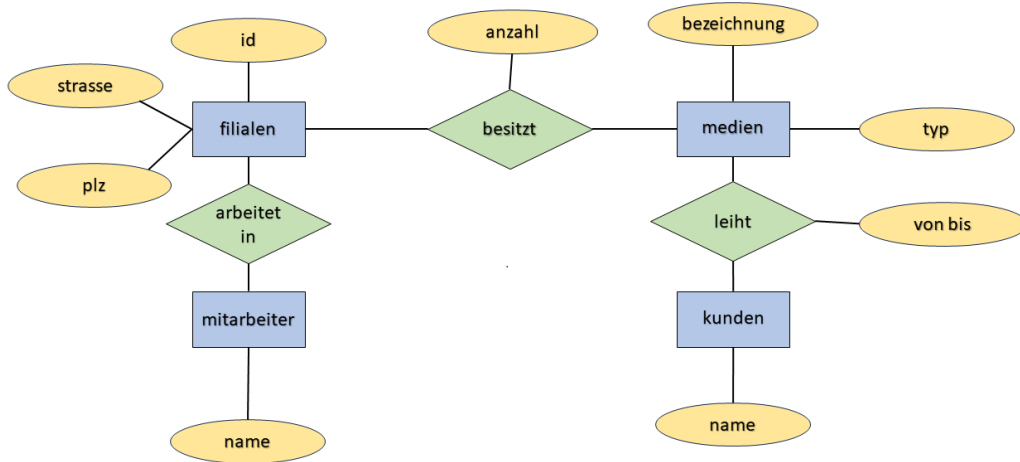 id
anzahl
bezeichnung
strasse
filialen
besitzt
medien
typ
plz
arbeitet
in
leiht
von bis
mitarbeiter
kunden
name
name